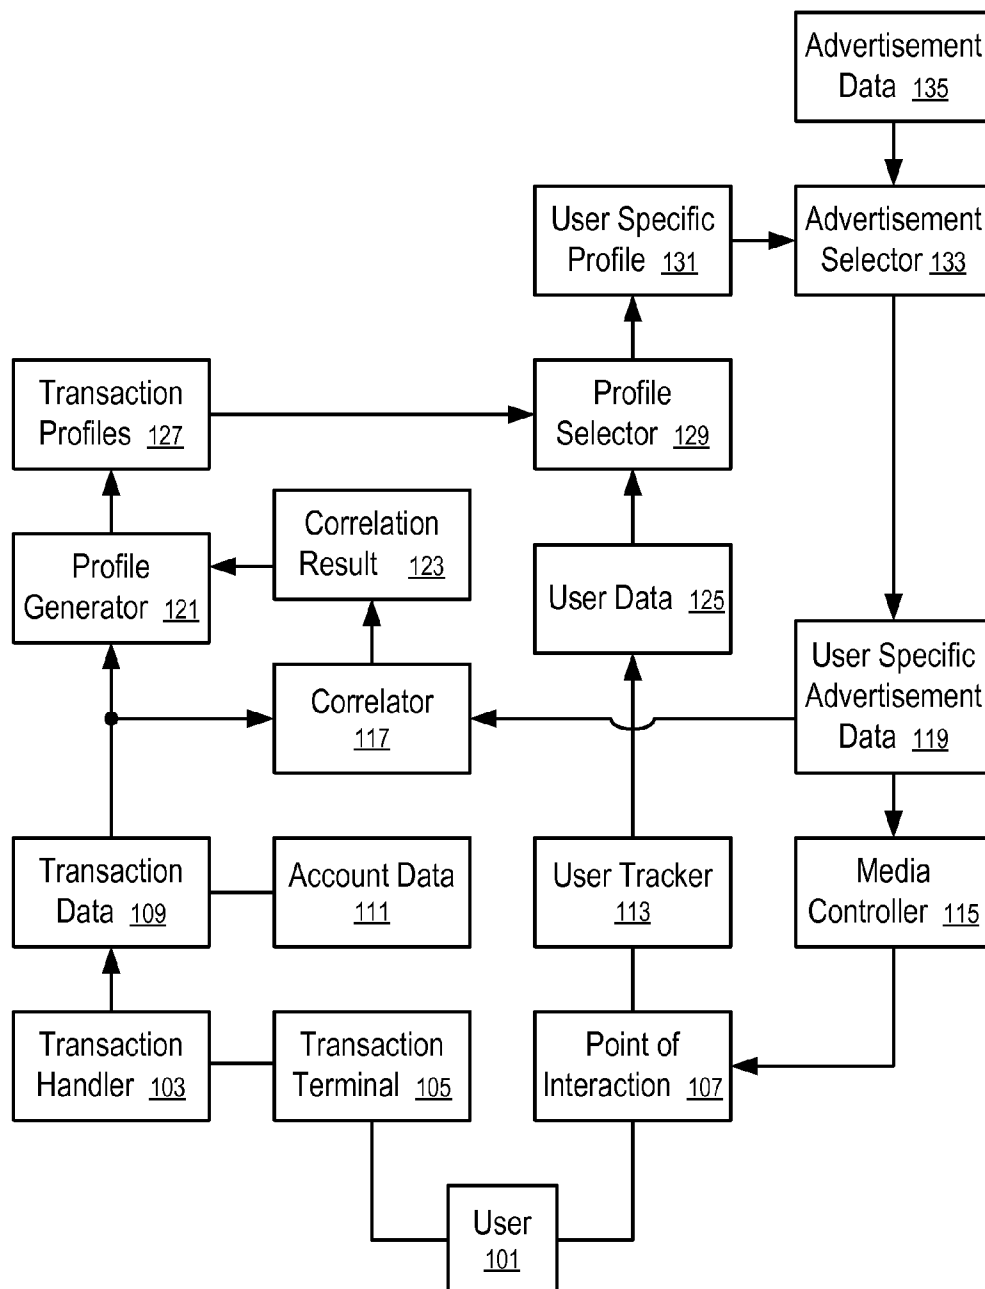 Advertisement
Data 135
User Specific
Profile 131
Advertisement
Selector 133
Transaction
Profiles 127
Profile
Selector 129
Correlation
Result 123
Profile
Generator 121
User Data 125
User Specific
Advertisement
Data 119
Correlator
117
Transaction
Data 109
Account Data
111
User Tracker
113
Media
Controller 115
Transaction
Handler 103
Transaction
Terminal 105
Point of
Interaction 107
User
101